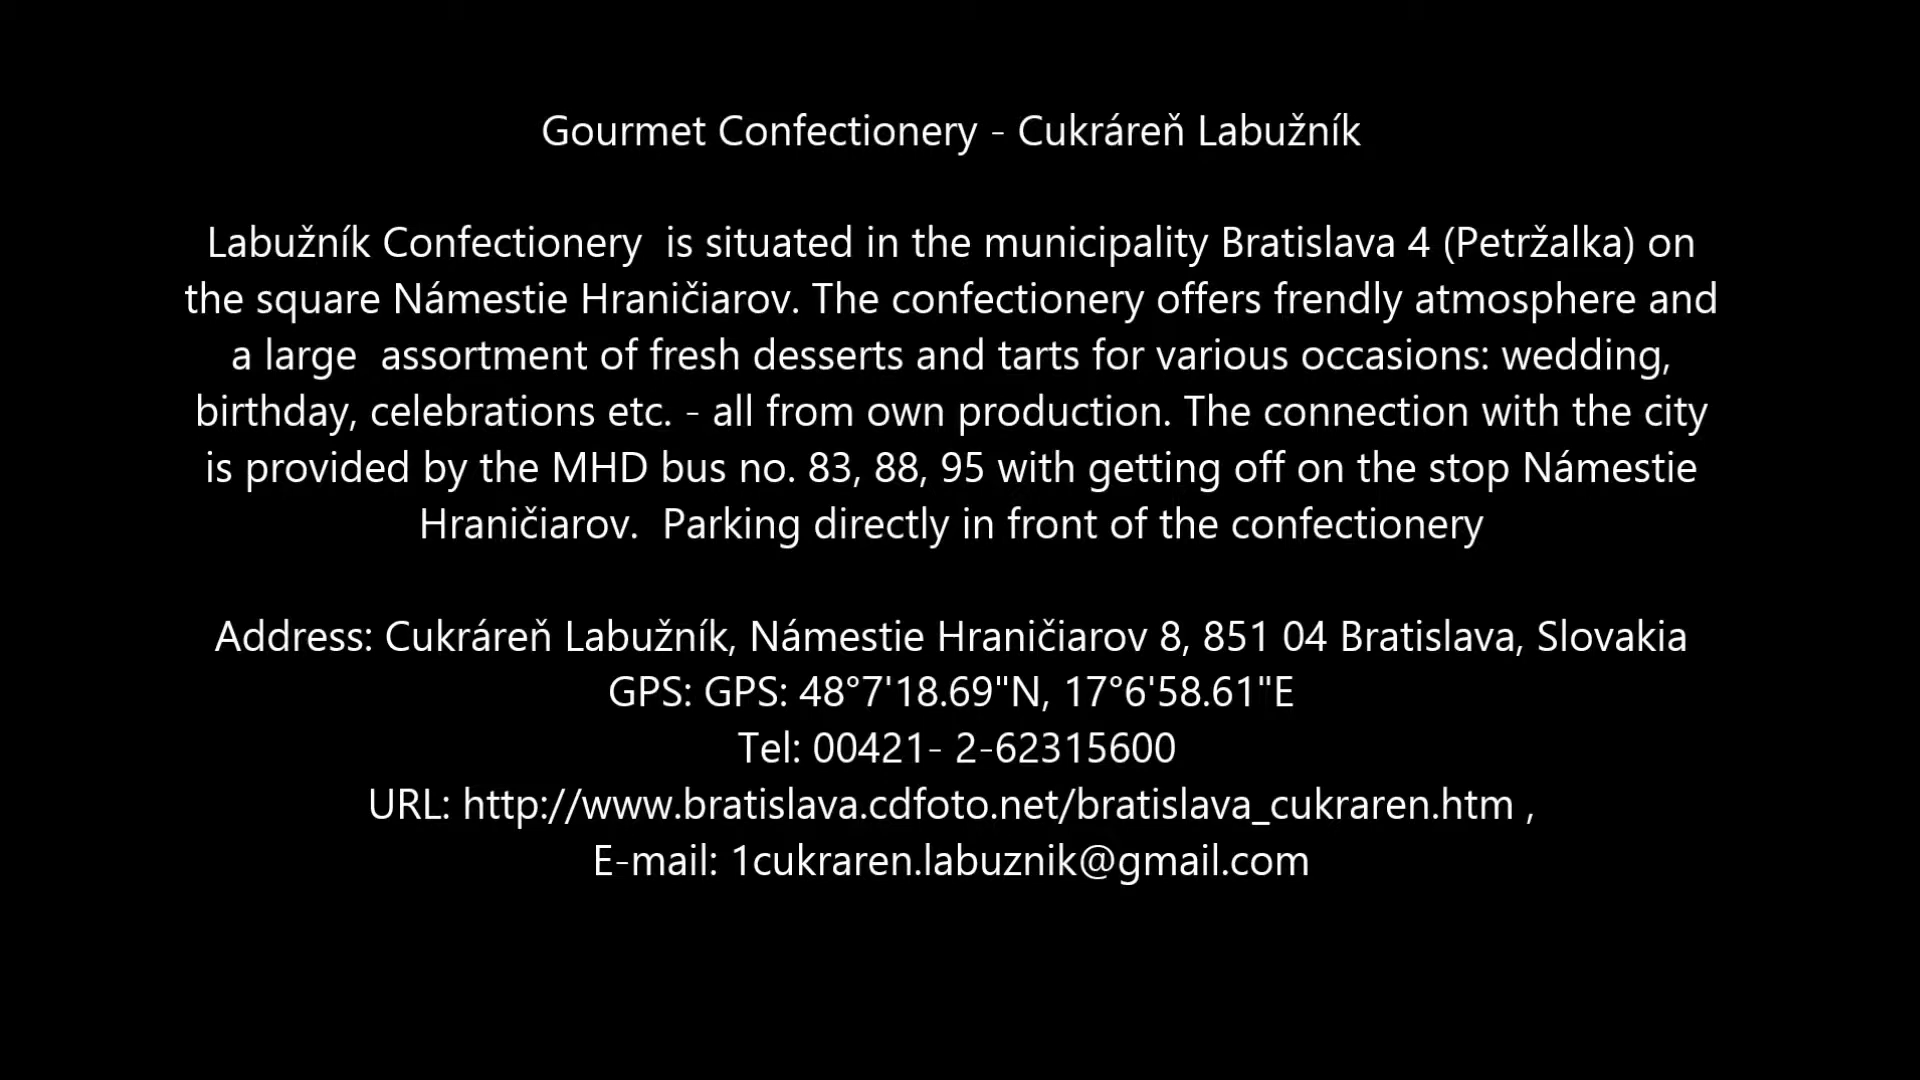 Gourmet Confectionery - Cukráreň Labužník
Labužník Confectionery  is situated in the municipality Bratislava 4 (Petržalka) on
the square Námestie Hraničiarov. The confectionery offers frendly atmosphere and
a large  assortment of fresh desserts and tarts for various occasions: wedding,
birthday, celebrations etc. - all from own production. The connection with the city
is provided by the MHD bus no. 83, 88, 95 with getting off on the stop Námestie
Hraničiarov.  Parking directly in front of the confectionery
Address: Cukráreň Labužník, Námestie Hraničiarov 8, 851 04 Bratislava, Slovakia
GPS: GPS: 48°7'18.69"N, 17°6'58.61"E
Tel: 00421- 2-62315600
URL: http://www.bratislava.cdfoto.net/bratislava_cukraren.htm ,
E-mail: 1cukraren.labuznik@gmail.com